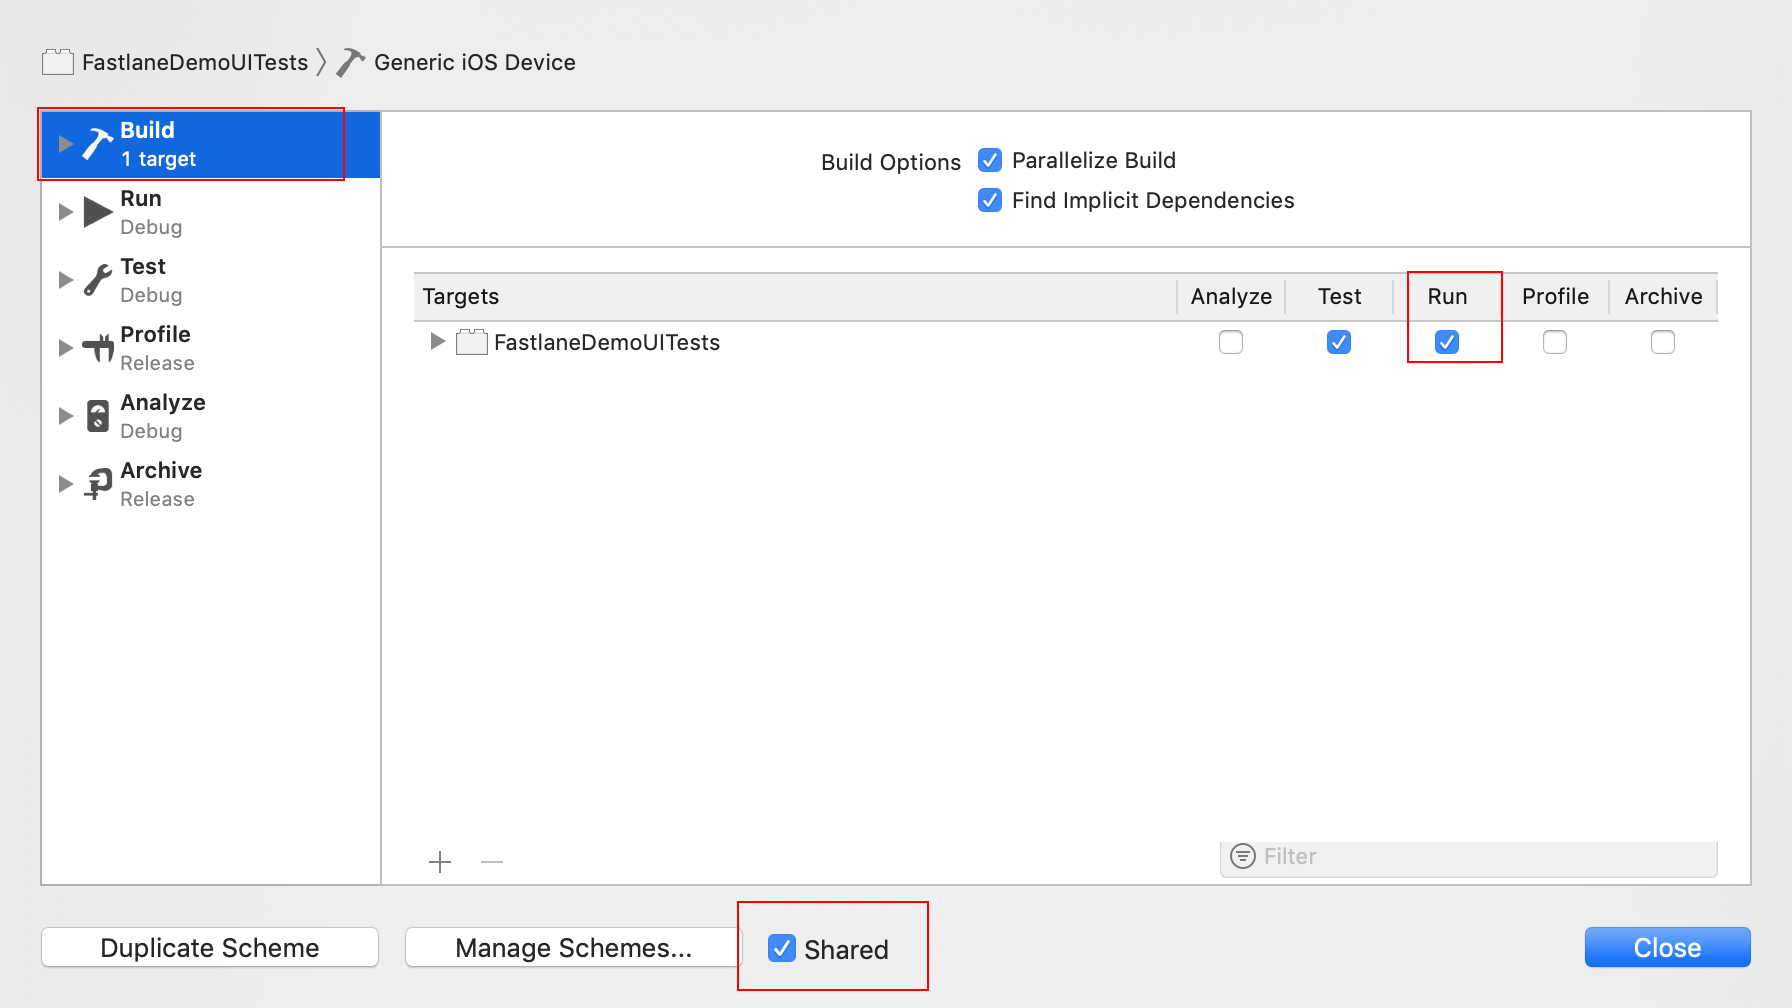 FastlaneDemoUITests 〉 Generic iOS Device
Build
1 target
Run
Debug
Test
Debug
Profile
Release
Analyze
Debug
Archive
Release
Build Options Parallelize Build
Find Implicit Dependencies
Targets Analyze Test Run Profile Archive
FastlaneDemoUITests
Filter
Duplicate Scheme Manage Schemes... Shared Close